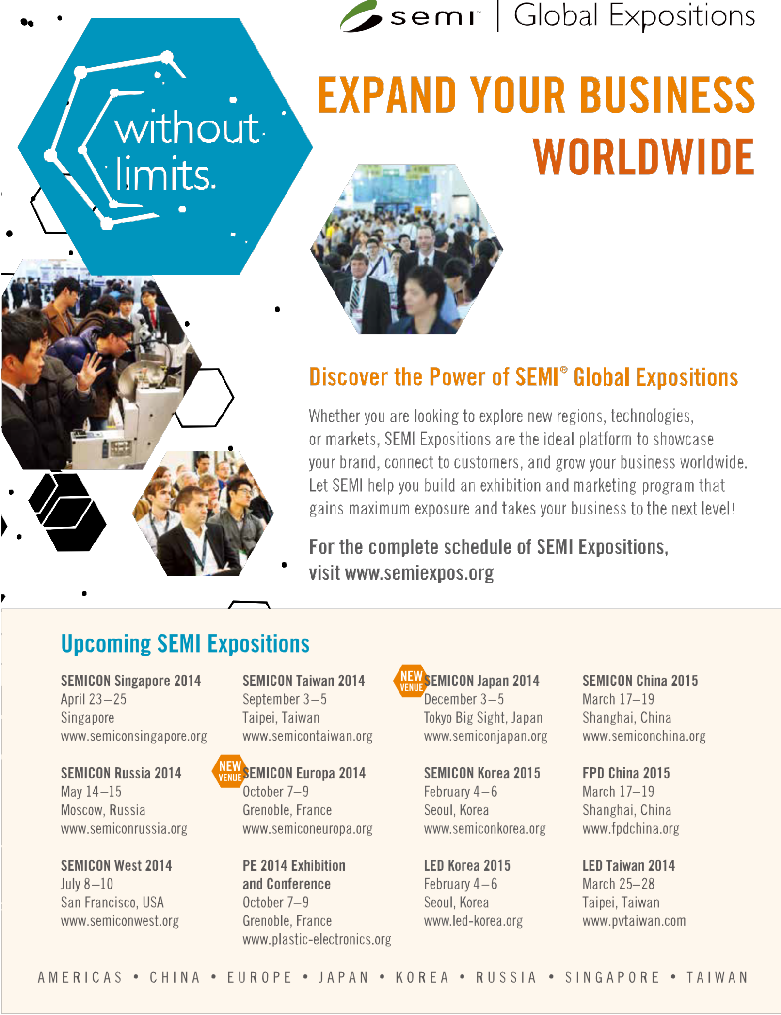 semi™ | Global Expositions
EXPAND YOUR BUSINESS
WORLDWIDE
without
limits.
Discover the Power of SEMI® Global Expositions
Whether you are looking to explore new regions, technologies,
or markets, SEMI Expositions are the ideal platform to showcase
your brand, connect to customers, and grow your business worldwide.
Let SEMI help you build an exhibition and marketing program that
gains maximum exposure and takes your business to the next level!
For the complete schedule of SEMI Expositions,
visit www.semiexpos.org
Upcoming SEMI Expositions
SEMICON Singapore 2014
April 23–25
Singapore
www.semiconsingapore.org
SEMICON Russia 2014
May 14–15
Moscow, Russia
www.semiconrussia.org
SEMICON West 2014
July 8–10
San Francisco, USA
www.semiconwest.org
SEMICON Taiwan 2014
September 3–5
Taipei, Taiwan
www.semicontaiwan.org
NEW
VENUE
SEMICON Europa 2014
October 7–9
Grenoble, France
www.semiconeuropa.org
PE 2014 Exhibition
and Conference
October 7–9
Grenoble, France
www.plastic-electronics.org
NEW
VENUE
SEMICON Japan 2014
December 3–5
Tokyo Big Sight, Japan
www.semiconjapan.org
SEMICON Korea 2015
February 4–6
Seoul, Korea
www.semiconkorea.org
LED Korea 2015
February 4–6
Seoul, Korea
www.led-korea.org
SEMICON China 2015
March 17–19
Shanghai, China
www.semiconchina.org
FPD China 2015
March 17–19
Shanghai, China
www.fpdchina.org
LED Taiwan 2014
March 25–28
Taipei, Taiwan
www.pvtaiwan.com
AMERICAS • CHINA • EUROPE • JAPAN • KOREA • RUSSIA • SINGAPORE • TAIWAN